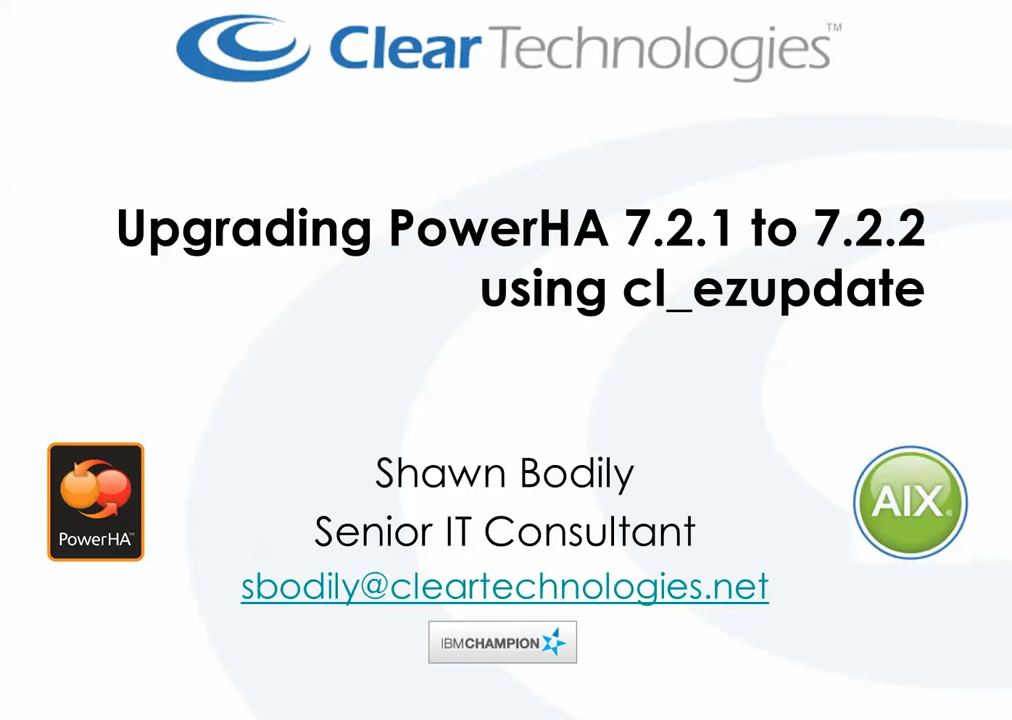 Clear Technologies™
Upgrading PowerHA 7.2.1 to 7.2.2
using cl_ezupdate
Shawn Bodily
Senior IT Consultant
sbodily@cleartechnologies.net
PowerHA™
AIX®
IBMCHAMPION